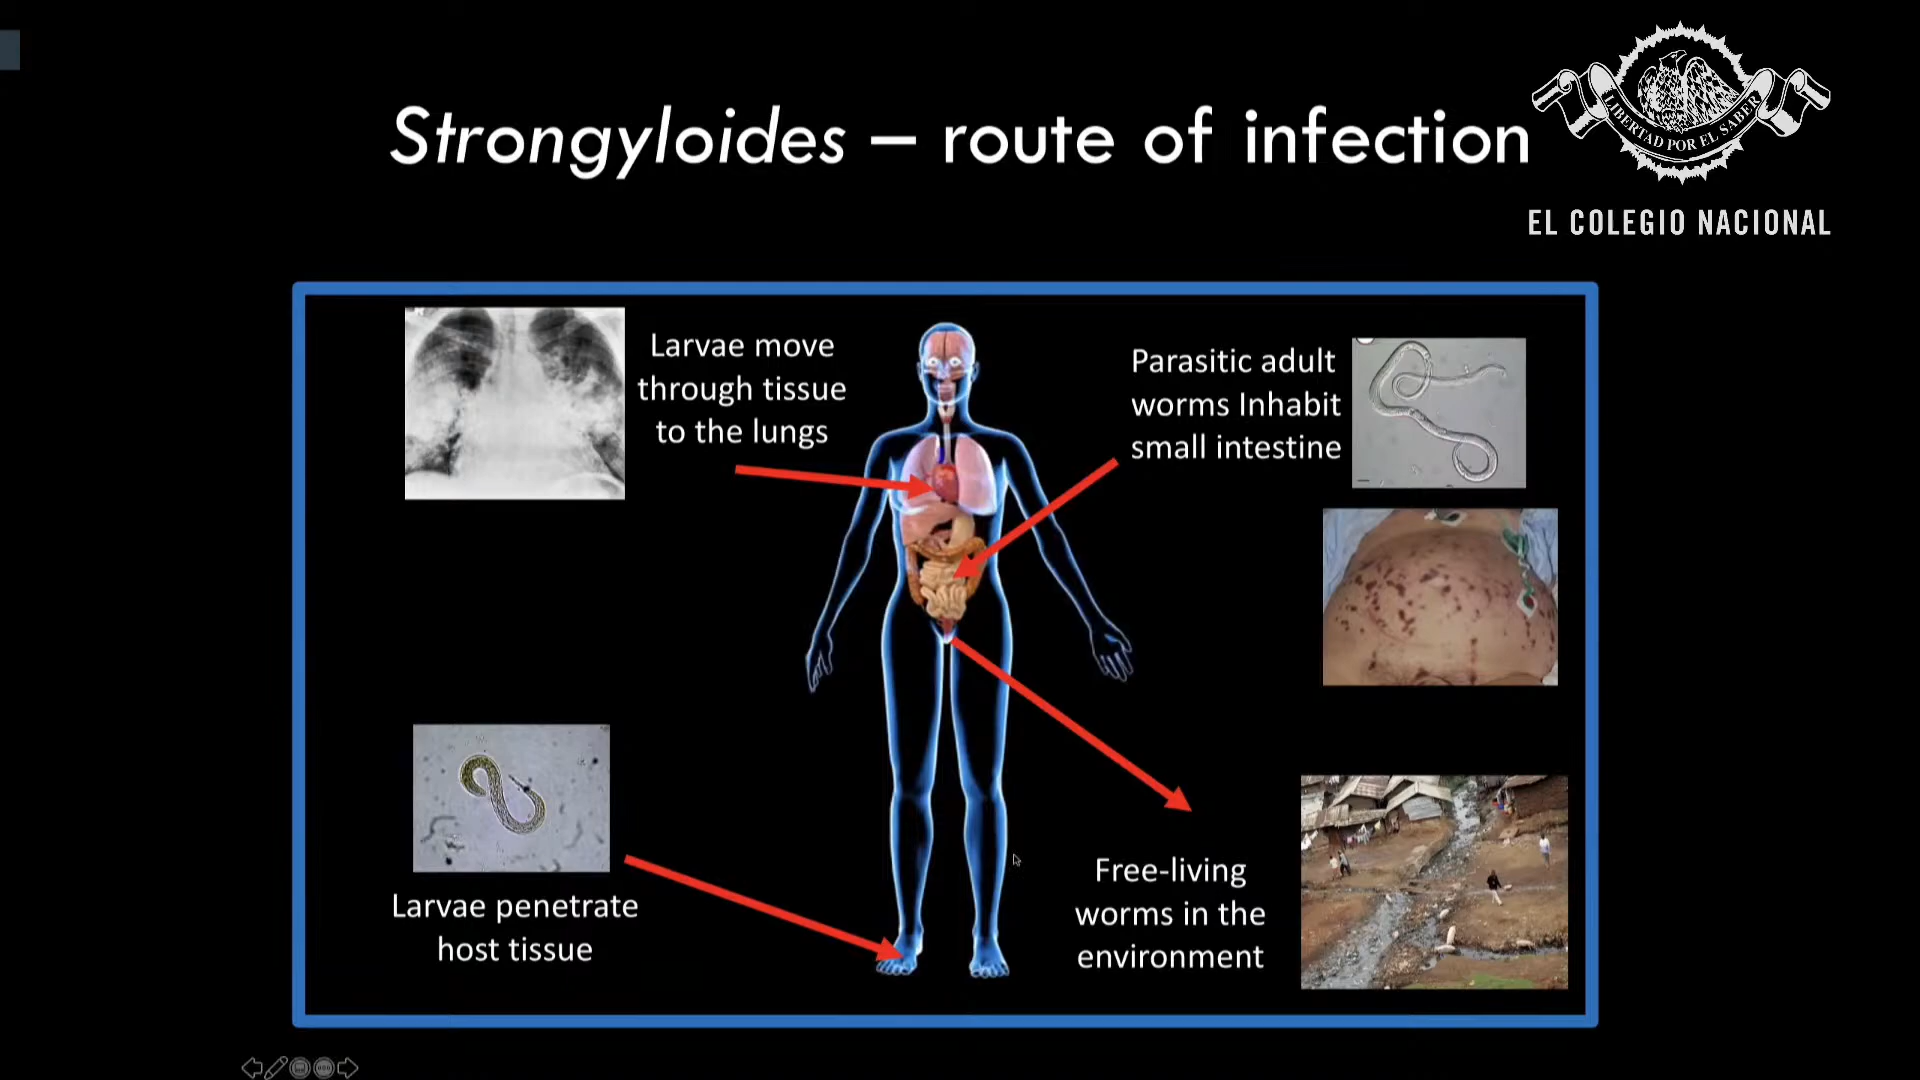 Strongyloides – route of infection
LIBERTAD POR EL SABER
EL COLEGIO NACIONAL
Larvae move
through tissue
to the lungs
Parasitic adult
worms Inhabit
small intestine
Larvae penetrate
host tissue
Free-living
worms in the
environment